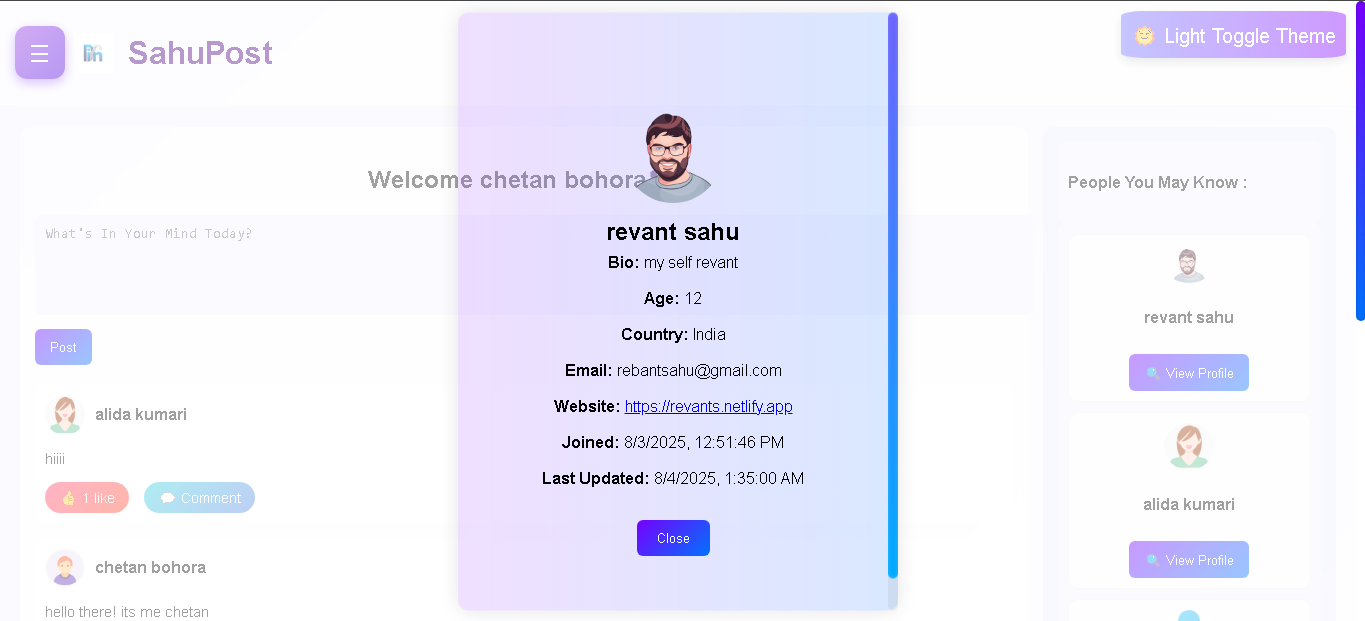 ☰
SahuPost
🌞 Light Toggle Theme
Welcome chetan bohora
What's In Your Mind Today?
Post
alida kumari
hiiii
👍 1 like
💬 Comment
chetan bohora
hello there! its me chetan
revant sahu
Bio: my self revant
Age: 12
Country: India
Email: rebantsahu@gmail.com
Website: https://revants.netlify.app
Joined: 8/3/2025, 12:51:46 PM
Last Updated: 8/4/2025, 1:35:00 AM
Close
People You May Know :
revant sahu
🔍 View Profile
alida kumari
🔍 View Profile